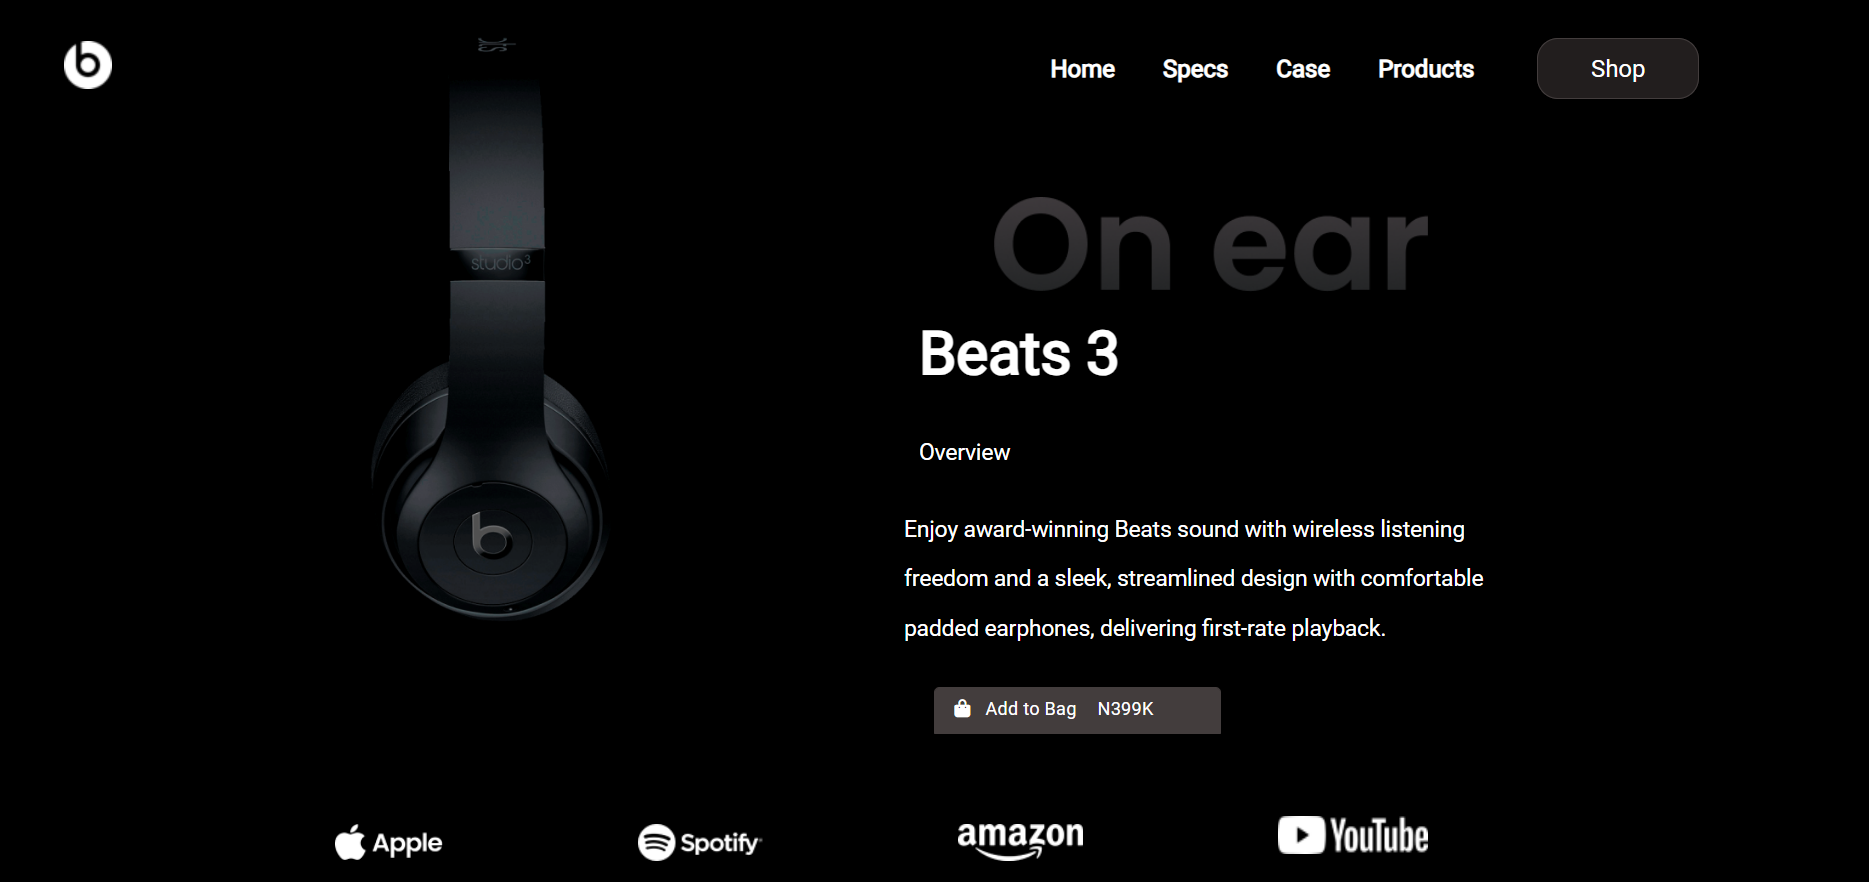 b
Home Specs Case Products Shop
studio3
On ear
Beats 3
Overview
Enjoy award-winning Beats sound with wireless listening
freedom and a sleek, streamlined design with comfortable
padded earphones, delivering first-rate playback.
b
Add to Bag N399K
Apple Spotify amazon YouTube